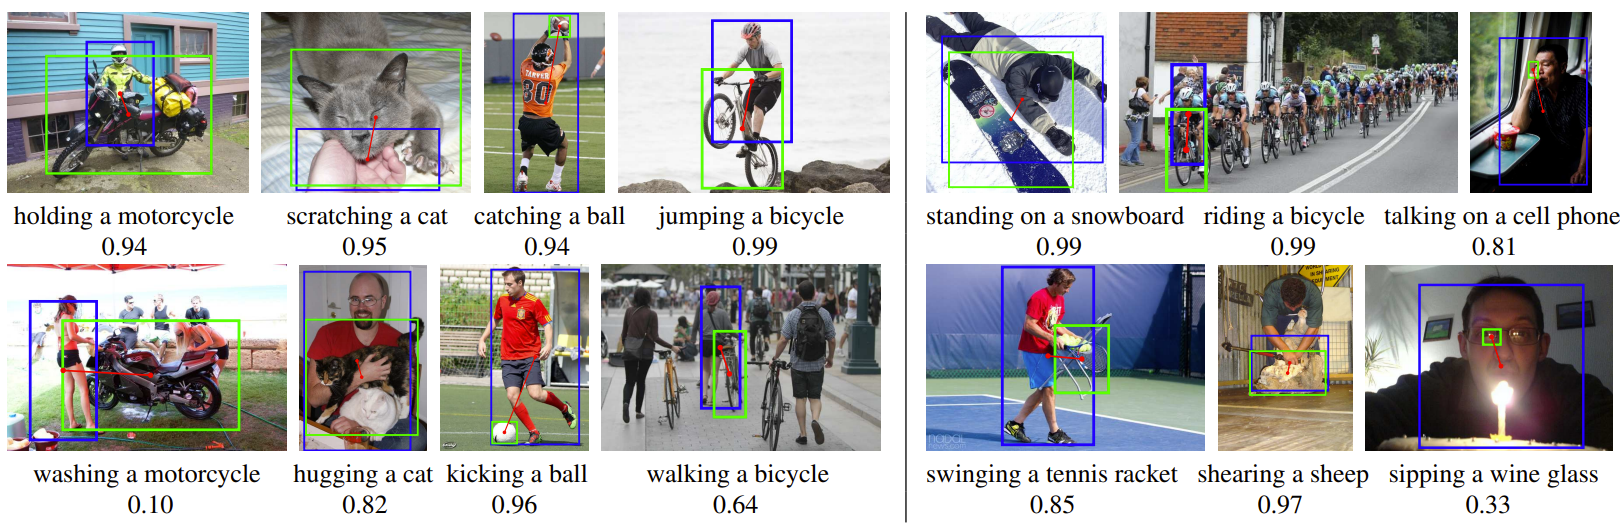 holding a motorcycle
0.94
scratching a cat
0.95
catching a ball
0.94
jumping a bicycle
0.99
standing on a snowboard
0.99
riding a bicycle
0.99
talking on a cell phone
0.81
TARVER
80
washing a motorcycle
0.10
hugging a cat
0.82
kicking a ball
0.96
walking a bicycle
0.64
swinging a tennis racket
0.85
shearing a sheep
0.97
sipping a wine glass
0.33